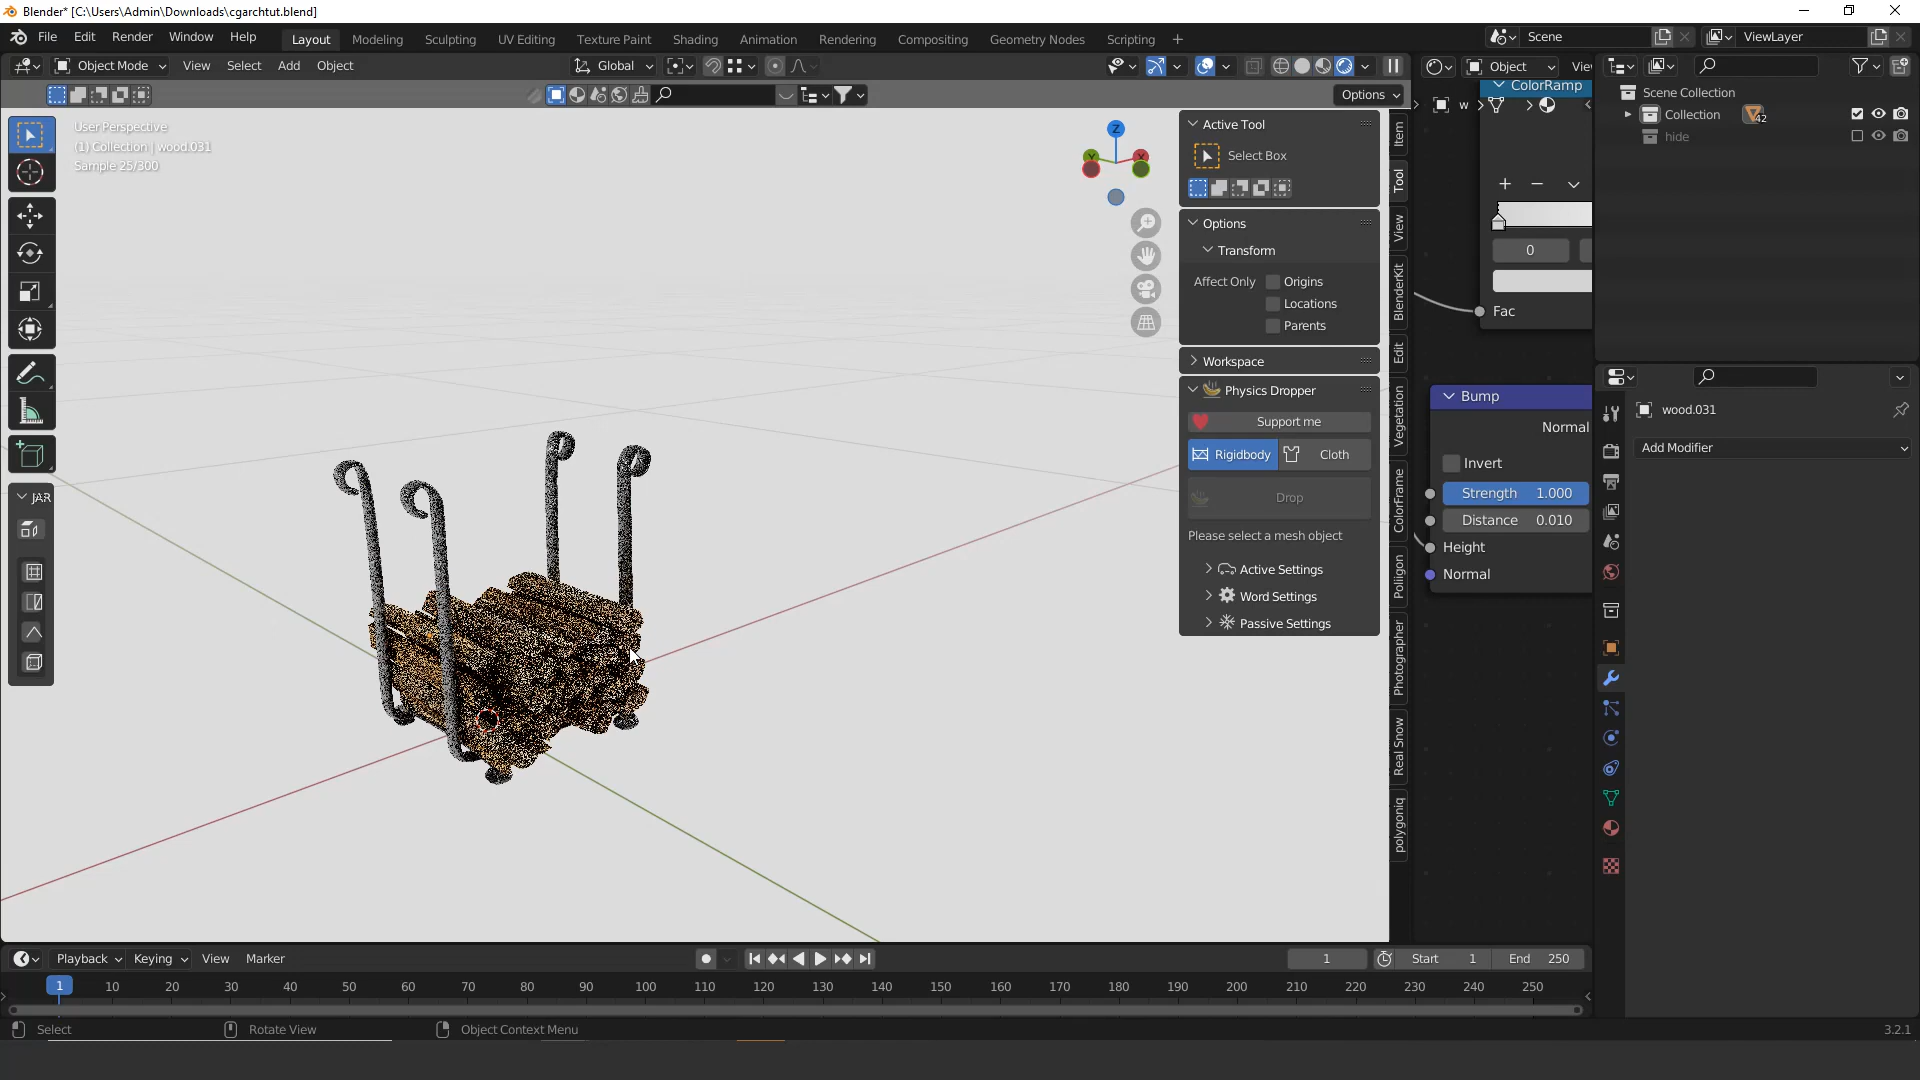 Blender* [C:\Users\Admin\Downloads\cgarchtut.blend]
File Edit Render Window Help
Layout Modeling Sculpting UV Editing Texture Paint Shading Animation Rendering Compositing Geometry Nodes Scripting +
Scene
ViewLayer
Object Mode View Select Add Object
Global
Object
Options
User Perspective
(1) Collection | wood.031
Sample 25/300
Z
Y
X
JAR
Active Tool
Select Box
Options
Transform
Affect Only Origins
Locations
Parents
Workspace
Physics Dropper
Support me
Rigidbody Cloth
Drop
Please select a mesh object
Active Settings
Word Settings
Passive Settings
Item
Tool
View
BlenderKit
Edit
Vegetation
ColorFrame
Poliigon
Photographer
Real Snow
polygoniq
ColorRamp
w
0
Fac
Bump
Normal
Invert
Strength 1.000
Distance 0.010
Height
Normal
Scene Collection
Collection 42
hide
wood.031
Add Modifier
Playback Keying View Marker
1 Start 1 End 250
1 10 20 30 40 50 60 70 80 90 100 110 120 130 140 150 160 170 180 190 200 210 220 230 240 250
Select Rotate View Object Context Menu
3.2.1